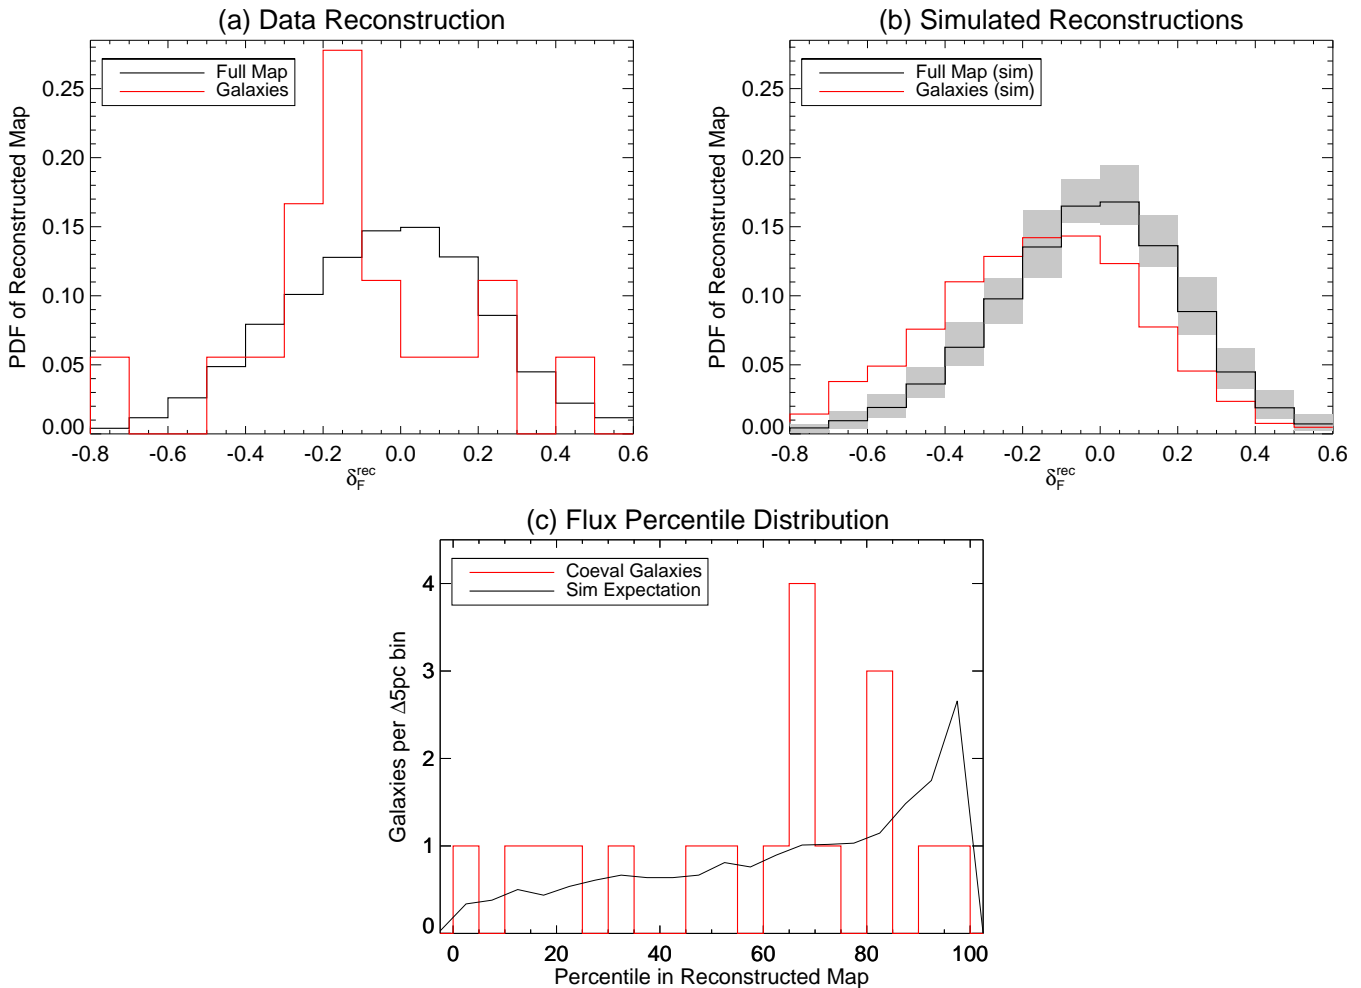 (a) Data Reconstruction
Full Map
Galaxies
PDF of Reconstructed Map
0.25
0.20
0.15
0.10
0.05
0.00
-0.8 -0.6 -0.4 -0.2 0.0 0.2 0.4 0.6
δ_F^rec
(b) Simulated Reconstructions
Full Map (sim)
Galaxies (sim)
PDF of Reconstructed Map
0.25
0.20
0.15
0.10
0.05
0.00
-0.8 -0.6 -0.4 -0.2 0.0 0.2 0.4 0.6
δ_F^rec
(c) Flux Percentile Distribution
Coeval Galaxies
Sim Expectation
Galaxies per Δ5pc bin
4
3
2
1
0
0 20 40 60 80 100
Percentile in Reconstructed Map